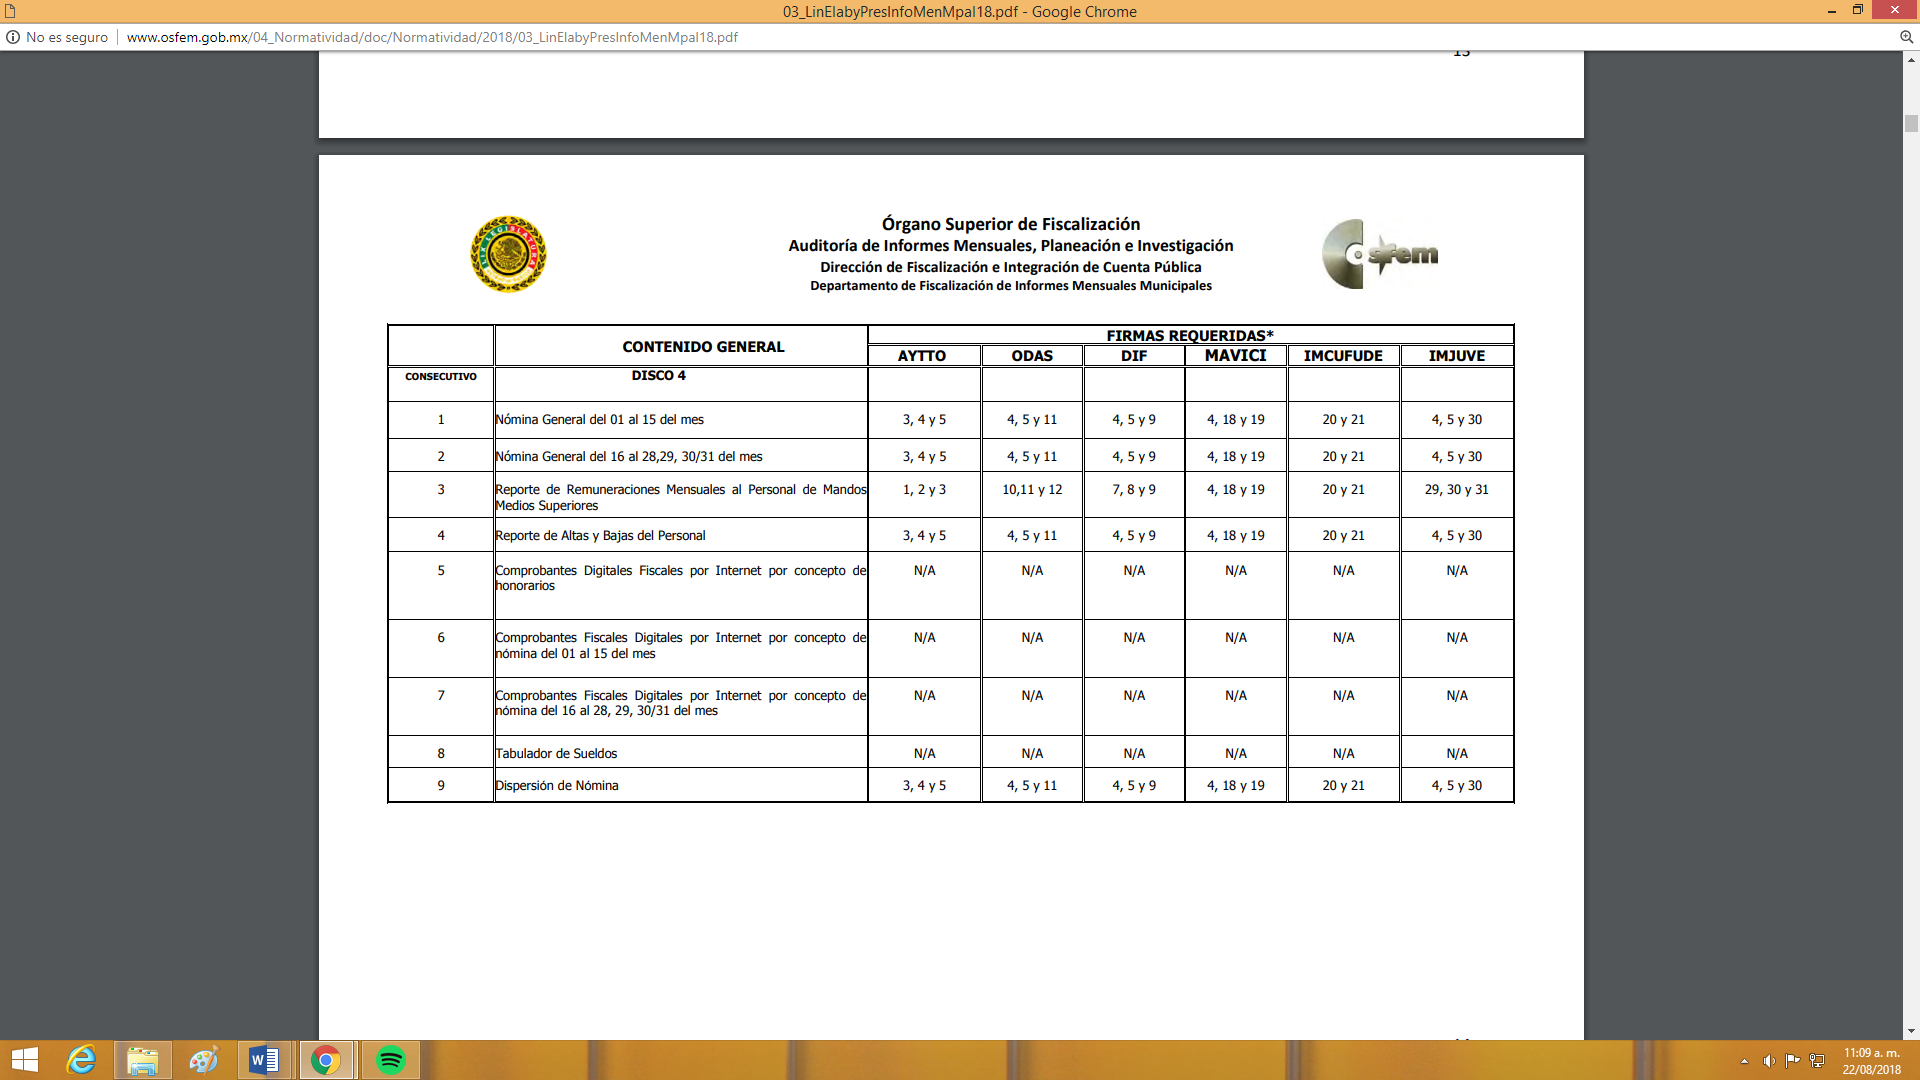 03_LinElabyPresInfoMenMpal18.pdf - Google Chrome
No es seguro www.osfem.gob.mx/04_Normatividad/doc/Normatividad/2018/03_LinElabyPresInfoMenMpal18.pdf
Órgano Superior de Fiscalización
Auditoría de Informes Mensuales, Planeación e Investigación
Dirección de Fiscalización e Integración de Cuenta Pública
Departamento de Fiscalización de Informes Mensuales Municipales
LIX LEGISLATURA
osfem
CONTENIDO GENERAL FIRMAS REQUERIDAS*
AYTTO ODAS DIF MAVICI IMCUFUDE IMJUVE
CONSECUTIVO DISCO 4
1 Nómina General del 01 al 15 del mes 3, 4 y 5 4, 5 y 11 4, 5 y 9 4, 18 y 19 20 y 21 4, 5 y 30
2 Nómina General del 16 al 28,29, 30/31 del mes 3, 4 y 5 4, 5 y 11 4, 5 y 9 4, 18 y 19 20 y 21 4, 5 y 30
3 Reporte de Remuneraciones Mensuales al Personal de Mandos 1, 2 y 3 10,11 y 12 7, 8 y 9 4, 18 y 19 20 y 21 29, 30 y 31
Medios Superiores
4 Reporte de Altas y Bajas del Personal 3, 4 y 5 4, 5 y 11 4, 5 y 9 4, 18 y 19 20 y 21 4, 5 y 30
5 Comprobantes Digitales Fiscales por Internet por concepto de N/A N/A N/A N/A N/A N/A
honorarios
6 Comprobantes Fiscales Digitales por Internet por concepto de N/A N/A N/A N/A N/A N/A
nómina del 01 al 15 del mes
7 Comprobantes Fiscales Digitales por Internet por concepto de N/A N/A N/A N/A N/A N/A
nómina del 16 al 28, 29, 30/31 del mes
8 Tabulador de Sueldos N/A N/A N/A N/A N/A N/A
9 Dispersión de Nómina 3, 4 y 5 4, 5 y 11 4, 5 y 9 4, 18 y 19 20 y 21 4, 5 y 30
11:09 a. m.
22/08/2018